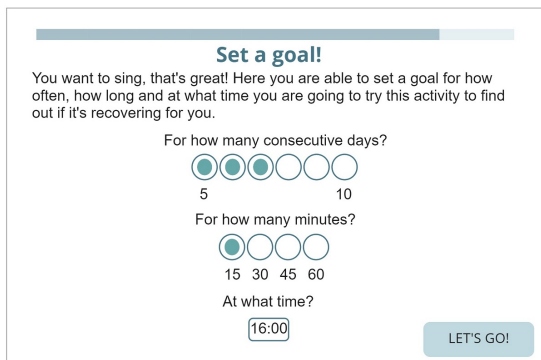 Set a goal!
You want to sing, that's great! Here you are able to set a goal for how
often, how long and at what time you are going to try this activity to find
out if it's recovering for you.
For how many consecutive days?
5 10
For how many minutes?
15 30 45 60
At what time?
16:00
LET'S GO!